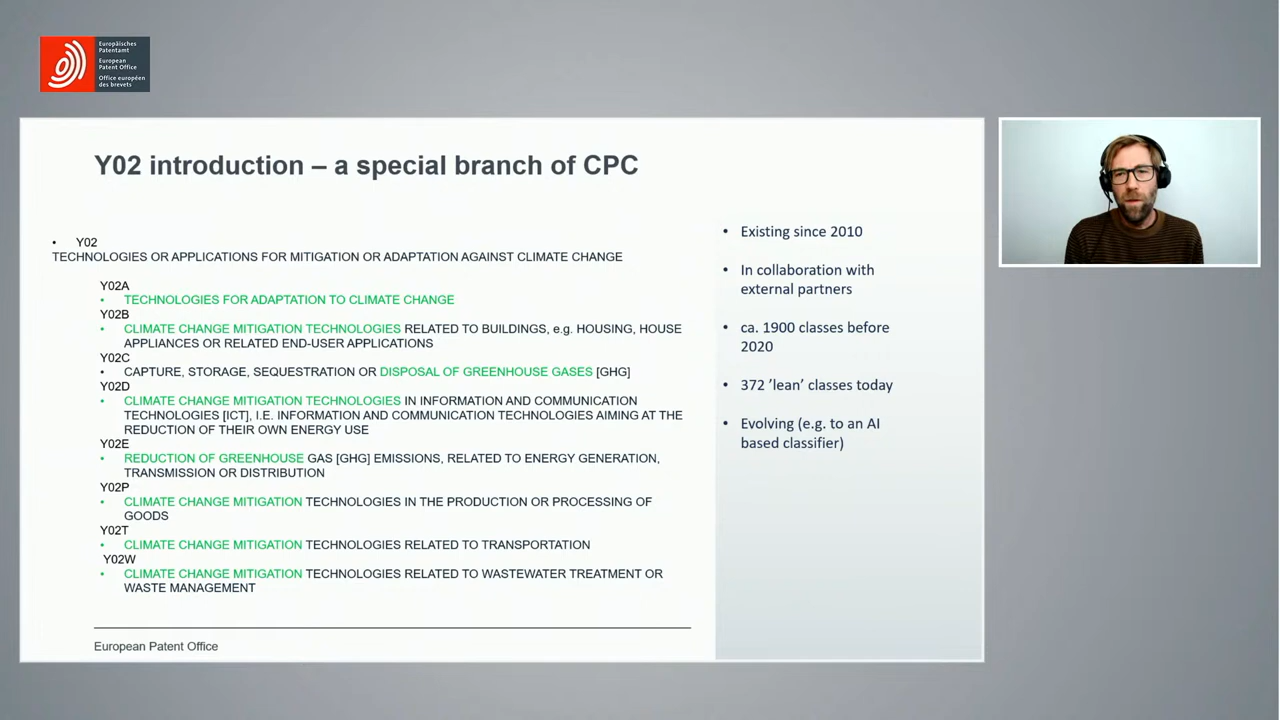 Europäisches
Patentamt
European
Patent Office
Office européen
des brevets
Y02 introduction – a special branch of CPC
• Y02
TECHNOLOGIES OR APPLICATIONS FOR MITIGATION OR ADAPTATION AGAINST CLIMATE CHANGE
Y02A
• TECHNOLOGIES FOR ADAPTATION TO CLIMATE CHANGE
Y02B
• CLIMATE CHANGE MITIGATION TECHNOLOGIES RELATED TO BUILDINGS, e.g. HOUSING, HOUSE
APPLIANCES OR RELATED END-USER APPLICATIONS
Y02C
• CAPTURE, STORAGE, SEQUESTRATION OR DISPOSAL OF GREENHOUSE GASES [GHG]
Y02D
• CLIMATE CHANGE MITIGATION TECHNOLOGIES IN INFORMATION AND COMMUNICATION
TECHNOLOGIES [ICT], I.E. INFORMATION AND COMMUNICATION TECHNOLOGIES AIMING AT THE
REDUCTION OF THEIR OWN ENERGY USE
Y02E
• REDUCTION OF GREENHOUSE GAS [GHG] EMISSIONS, RELATED TO ENERGY GENERATION,
TRANSMISSION OR DISTRIBUTION
Y02P
• CLIMATE CHANGE MITIGATION TECHNOLOGIES IN THE PRODUCTION OR PROCESSING OF
GOODS
Y02T
• CLIMATE CHANGE MITIGATION TECHNOLOGIES RELATED TO TRANSPORTATION
Y02W
• CLIMATE CHANGE MITIGATION TECHNOLOGIES RELATED TO WASTEWATER TREATMENT OR
WASTE MANAGEMENT
European Patent Office
• Existing since 2010
• In collaboration with
external partners
• ca. 1900 classes before
2020
• 372 ’lean’ classes today
• Evolving (e.g. to an AI
based classifier)